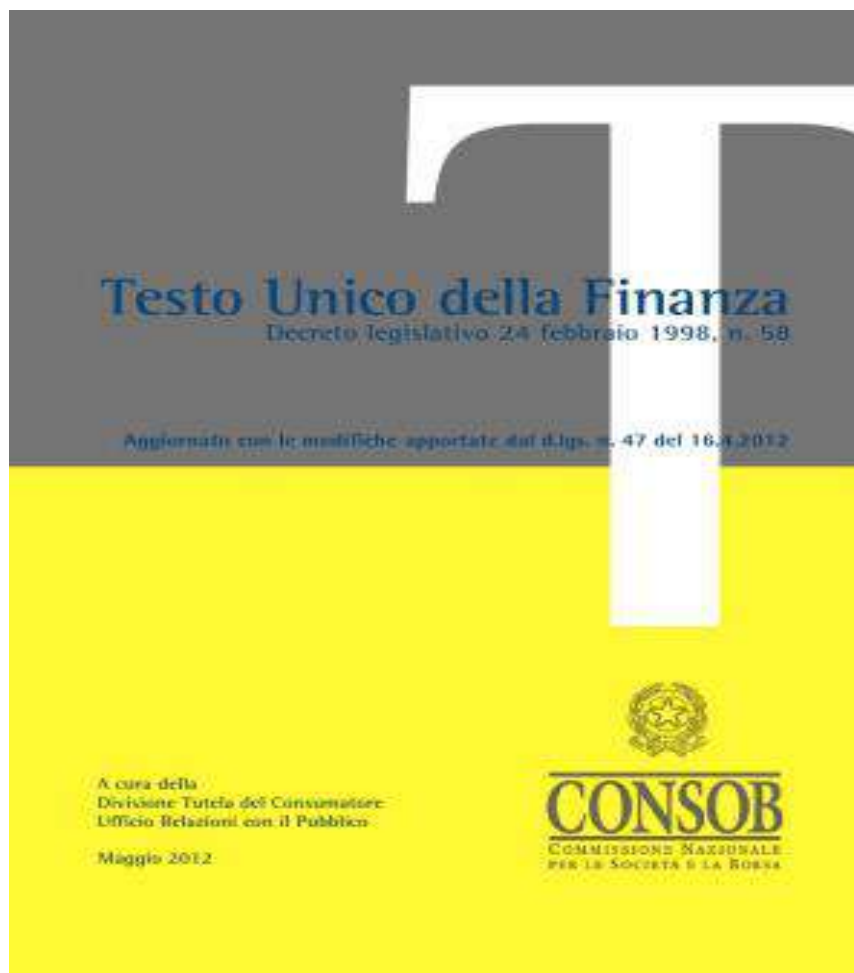 T
Testo Unico della Finanza
Decreto legislativo 24 febbraio 1998, n. 58
Aggiornato con le modifiche apportate dal d.lgs. n. 47 del 16.4.2012
A cura della
Divisione Tutela del Consumatore
Ufficio Relazioni con il Pubblico
Maggio 2012
CONSOB
COMMISSIONE NAZIONALE
PER LE SOCIETÀ E LA BORSA